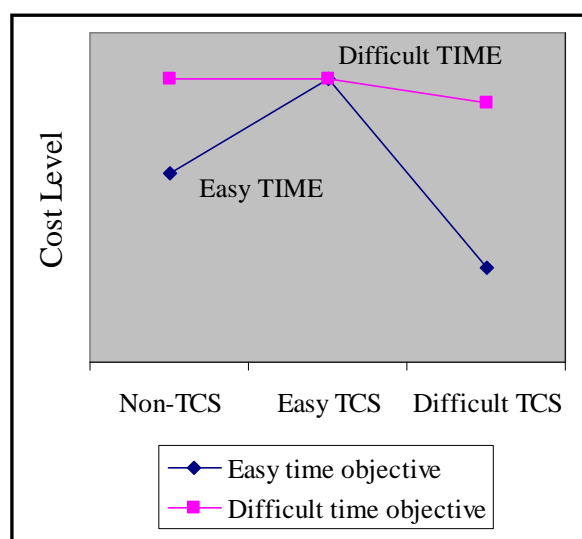 Difficult TIME
Easy TIME
Cost Level
Non-TCS Easy TCS Difficult TCS
Easy time objective
Difficult time objective